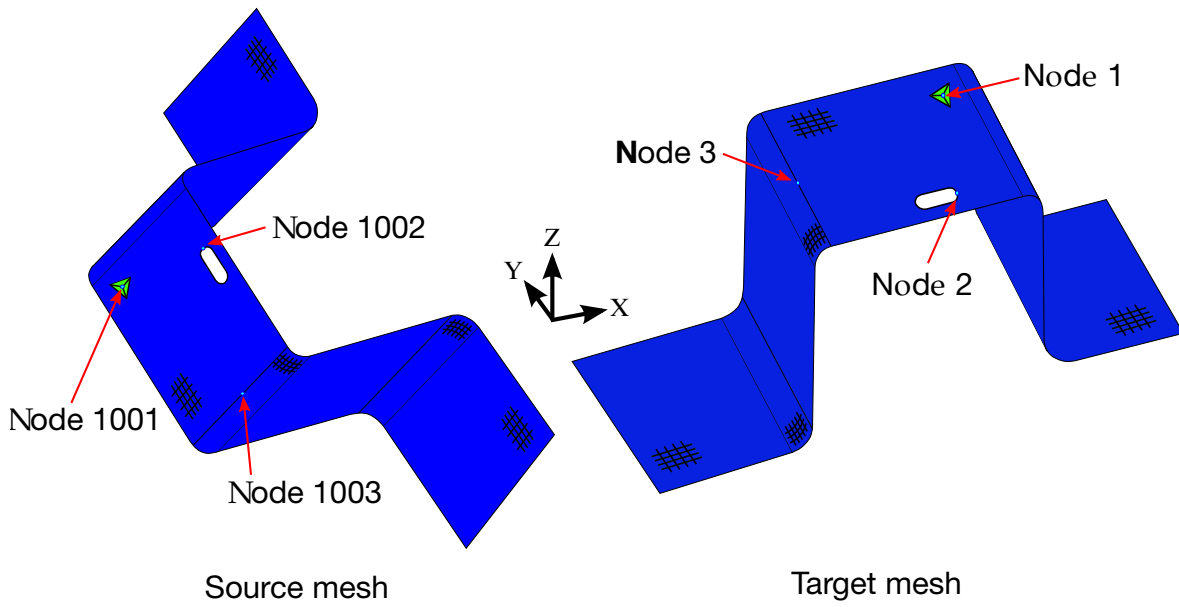 Node 1
Node 3
Node 1002
Z
Y
X
Node 2
Node 1001
Node 1003
Source mesh
Target mesh